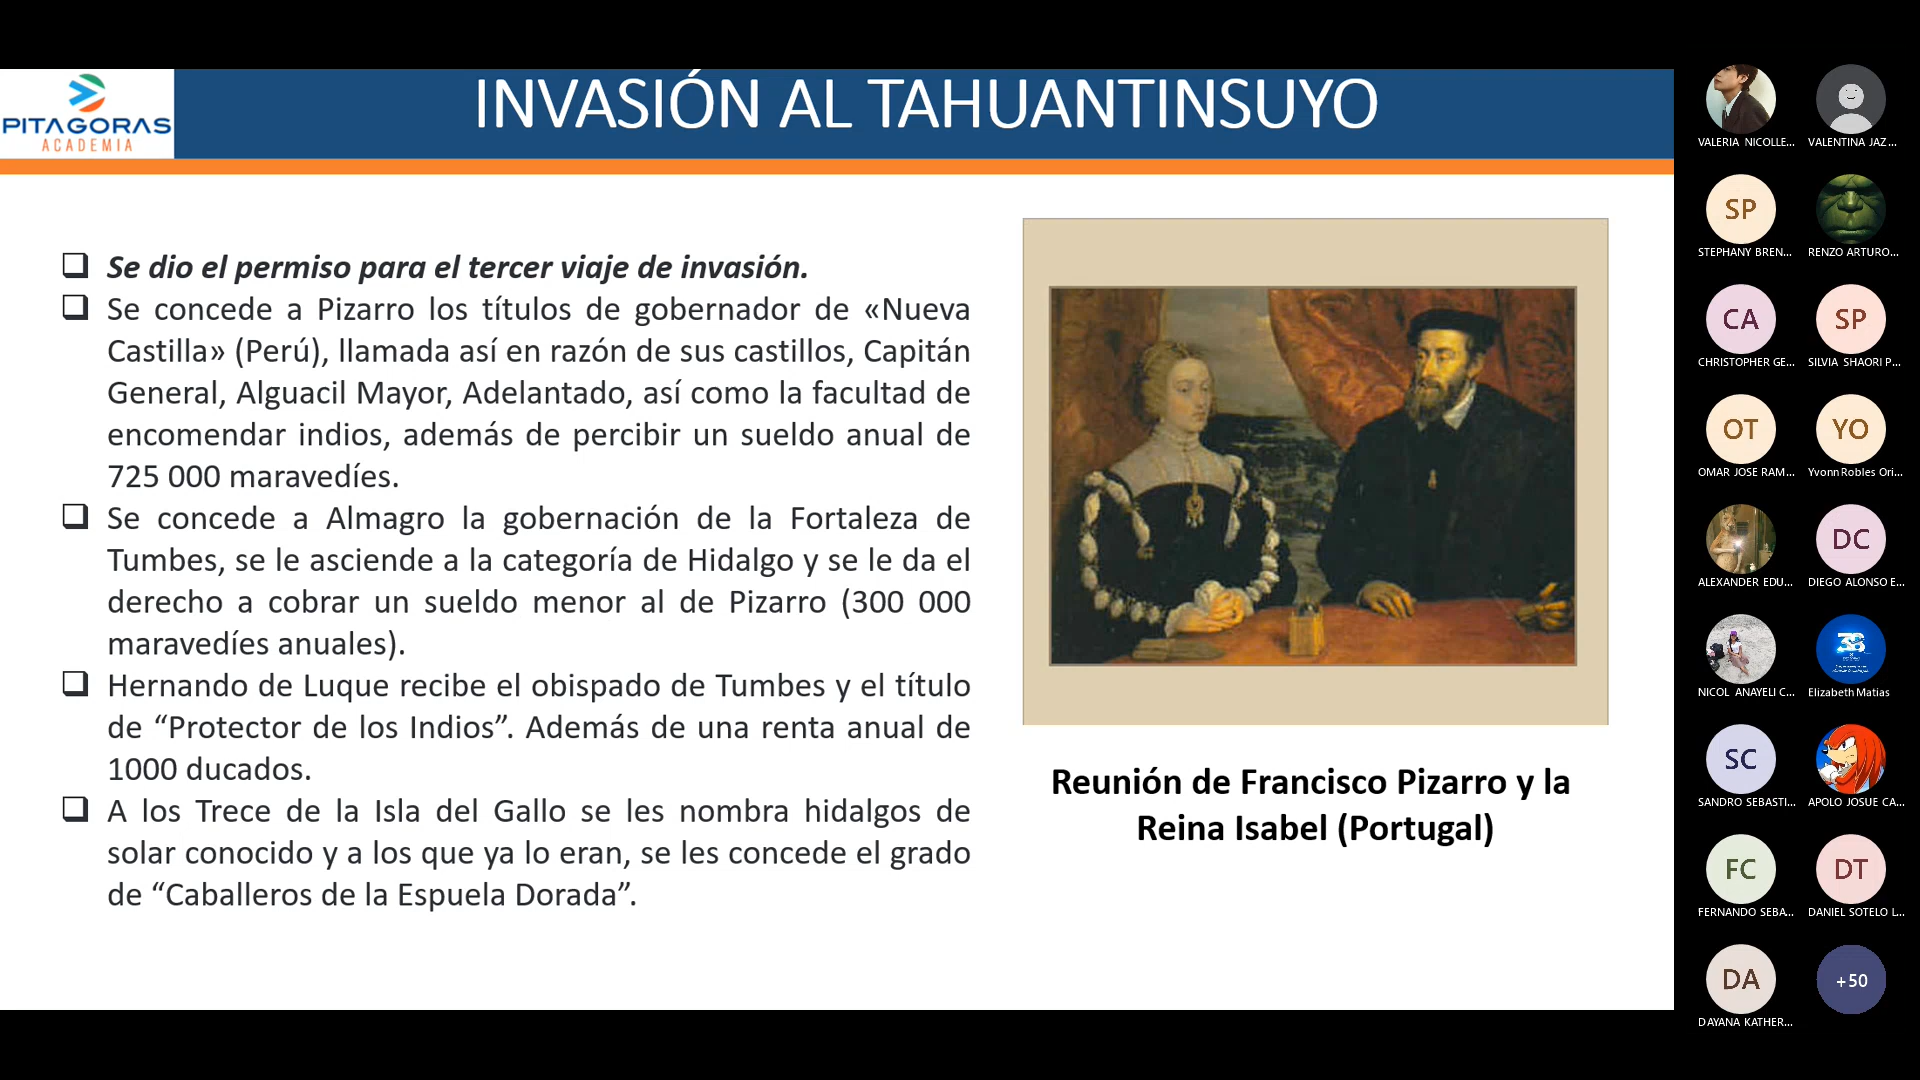 PITAGORAS
ACADEMIA
INVASIÓN AL TAHUANTINSUYO
❑ Se dio el permiso para el tercer viaje de invasión.
❑ Se concede a Pizarro los títulos de gobernador de «Nueva
Castilla» (Perú), llamada así en razón de sus castillos, Capitán
General, Alguacil Mayor, Adelantado, así como la facultad de
encomendar indios, además de percibir un sueldo anual de
725 000 maravedíes.
❑ Se concede a Almagro la gobernación de la Fortaleza de
Tumbes, se le asciende a la categoría de Hidalgo y se le da el
derecho a cobrar un sueldo menor al de Pizarro (300 000
maravedíes anuales).
❑ Hernando de Luque recibe el obispado de Tumbes y el título
de “Protector de los Indios”. Además de una renta anual de
1000 ducados.
❑ A los Trece de la Isla del Gallo se les nombra hidalgos de
solar conocido y a los que ya lo eran, se les concede el grado
de “Caballeros de la Espuela Dorada”.
Reunión de Francisco Pizarro y la
Reina Isabel (Portugal)
VALERIA NICOLLE... VALENTINA JAZ...
SP
STEPHANY BREN... RENZO ARTURO...
CA SP
CHRISTOPHER GE... SILVIA SHAORI P...
OT YO
OMAR JOSE RAM... Yvonn Robles Ori...
DC
ALEXANDER EDU... DIEGO ALONSO E...
38
NICOL ANAYELI C... Elizabeth Matias
SC
SANDRO SEBASTI... APOLO JOSUE CA...
FC DT
FERNANDO SEBA... DANIEL SOTELO L...
DA +50
DAYANA KATHER...